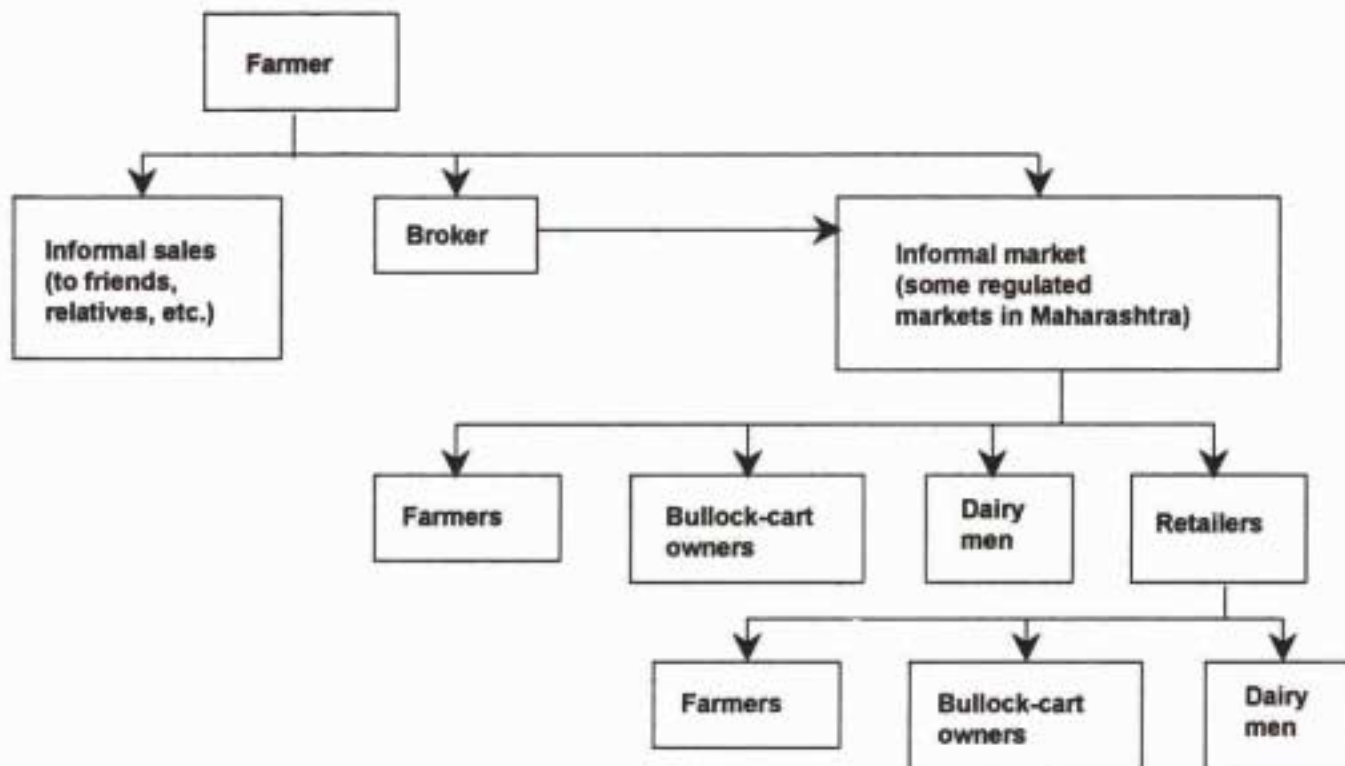 Farmer
Informal sales
(to friends,
relatives, etc.)
Broker
Informal market
(some regulated
markets in Maharashtra)
Farmers
Bullock-cart
owners
Dairy
men
Retailers
Farmers
Bullock-cart
owners
Dairy
men